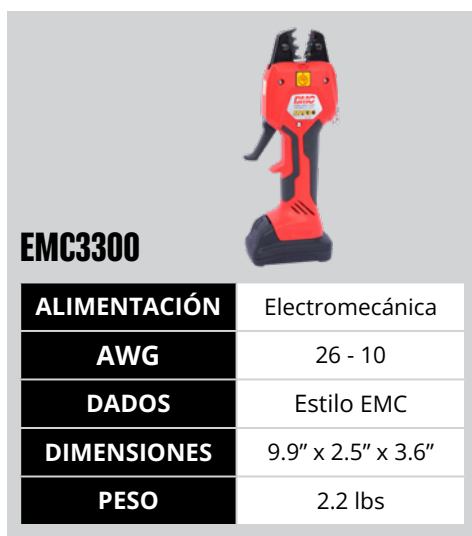 DMC
EMC3300
ALIMENTACIÓN Electromecánica
AWG 26 - 10
DADOS Estilo EMC
DIMENSIONES 9.9” x 2.5” x 3.6”
PESO 2.2 lbs